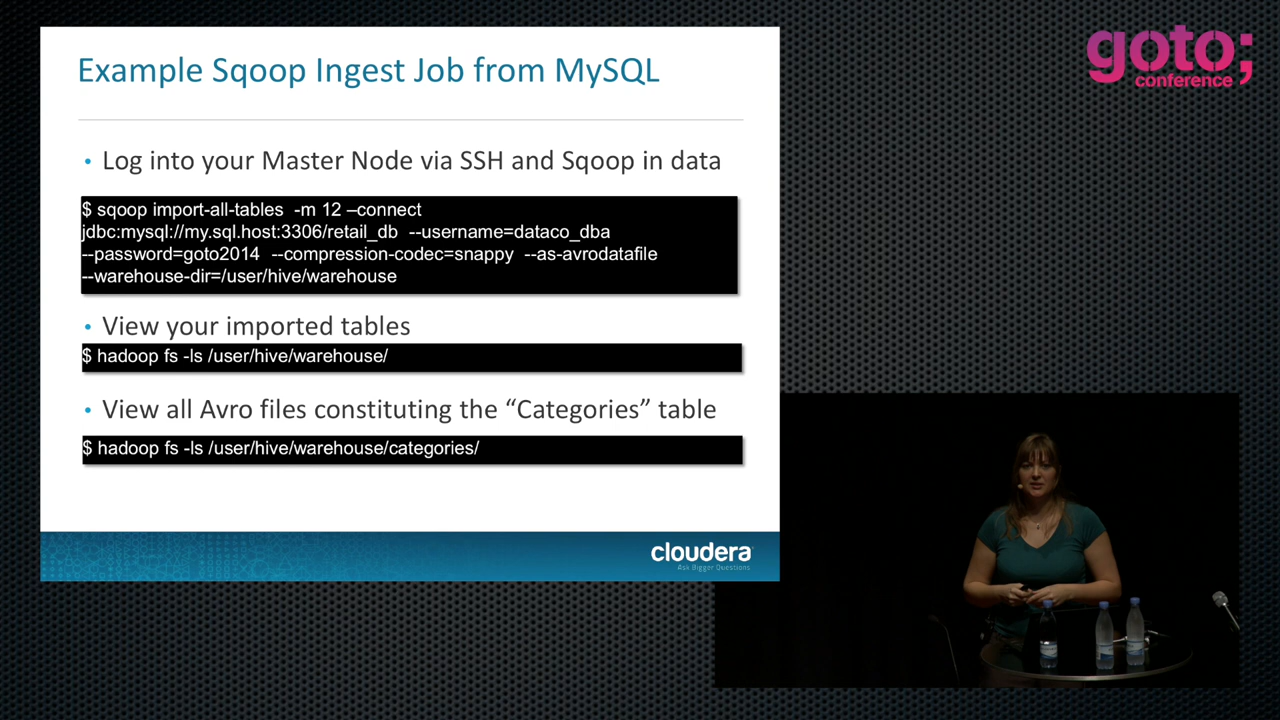 Example Sqoop Ingest Job from MySQL
goto;
conference
• Log into your Master Node via SSH and Sqoop in data
$ sqoop import-all-tables -m 12 –connect
jdbc:mysql://my.sql.host:3306/retail_db --username=dataco_dba
--password=goto2014 --compression-codec=snappy --as-avrodatafile
--warehouse-dir=/user/hive/warehouse
• View your imported tables
$ hadoop fs -ls /user/hive/warehouse/
• View all Avro files constituting the “Categories” table
$ hadoop fs -ls /user/hive/warehouse/categories/
cloudera
Ask Bigger Questions